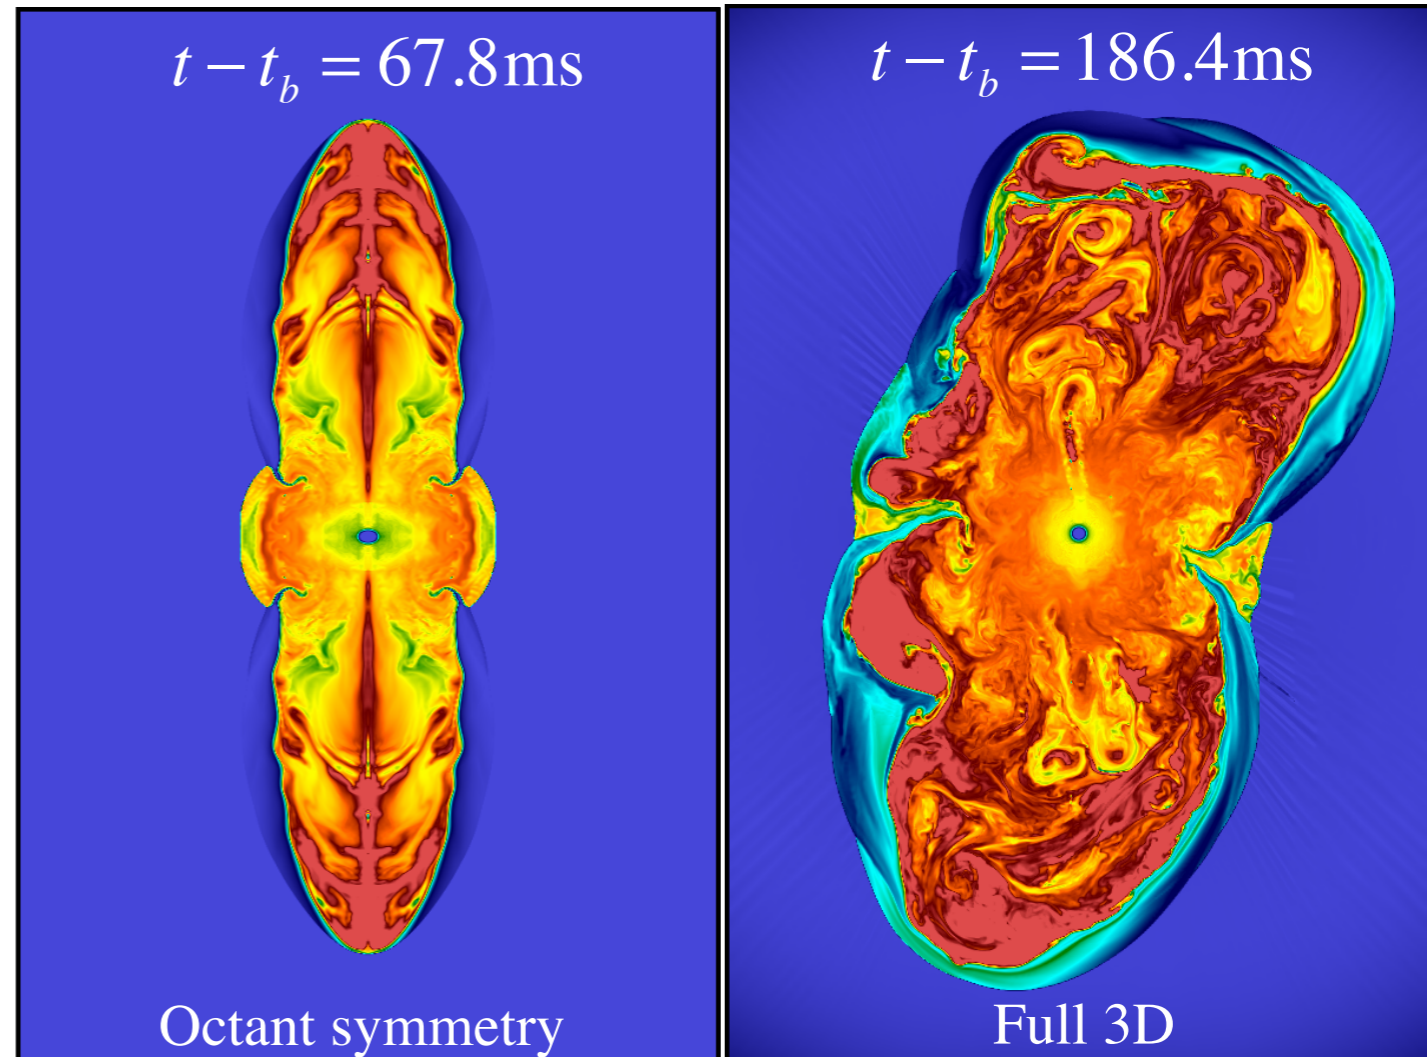 t − t_b = 67.8ms
t − t_b = 186.4ms
Octant symmetry
Full 3D